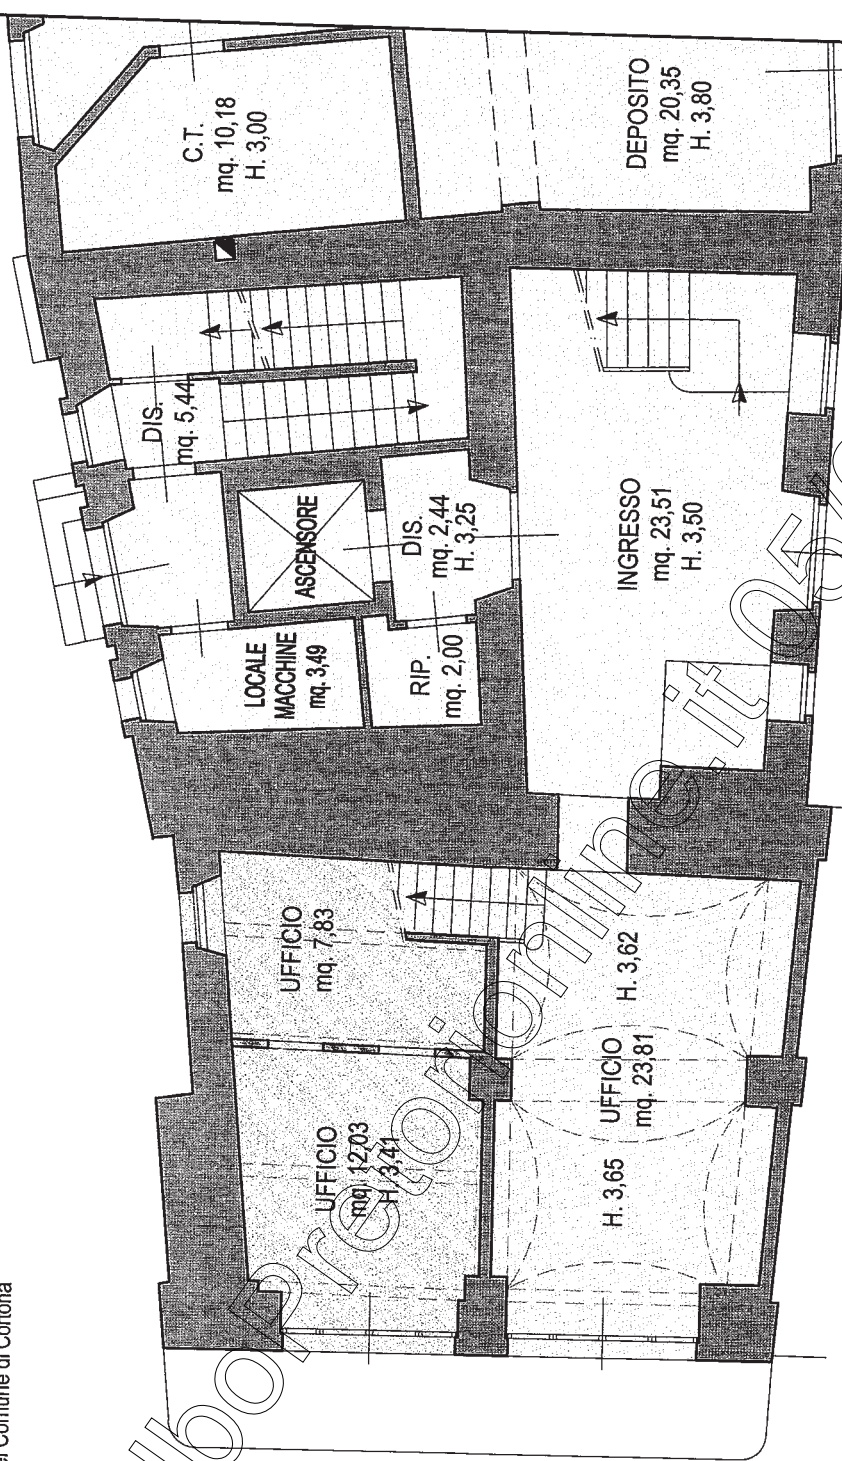 C.T.
mq. 10,18
H. 3,00
DEPOSITO
mq. 20,35
H. 3,80
DIS.
mq. 5,44
ASCENSORE
DIS.
mq. 2,44
H. 3,25
INGRESSO
mq. 23,51
H. 3,50
LOCALE
MACCHINE
mq. 3,49
RIP.
mq. 2,00
UFFICIO
mq. 7,83
H. 3,62
UFFICIO
mq. 23,81
H. 3,65
UFFICIO
mq. 12,03
H. 3,41
Comune di Cortona
lboPretorionline.it 05/